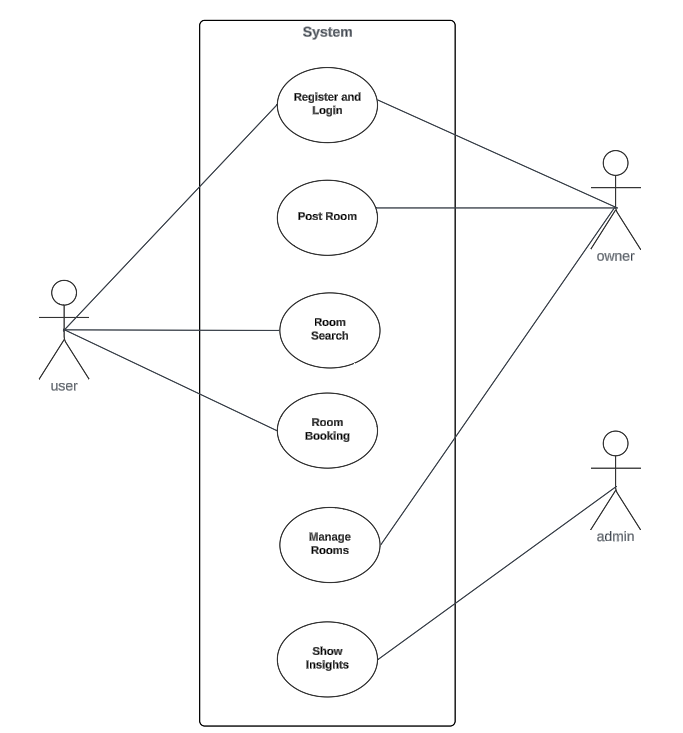 System
Register and
Login
Post Room
owner
user
Room
Search
Room
Booking
Manage
Rooms
admin
Show
Insights